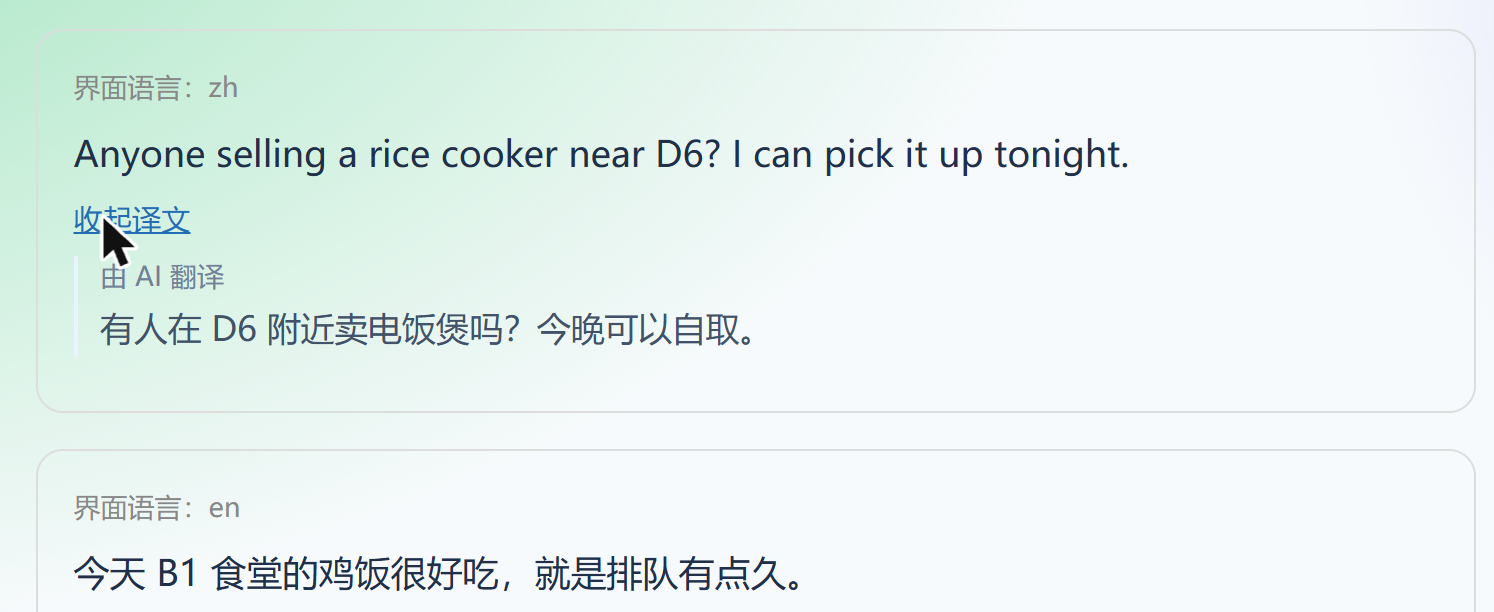 界面语言：zh
Anyone selling a rice cooker near D6? I can pick it up tonight.
收起译文
由 AI 翻译
有人在 D6 附近卖电饭煲吗？今晚可以自取。
界面语言：en
今天 B1 食堂的鸡饭很好吃，就是排队有点久。